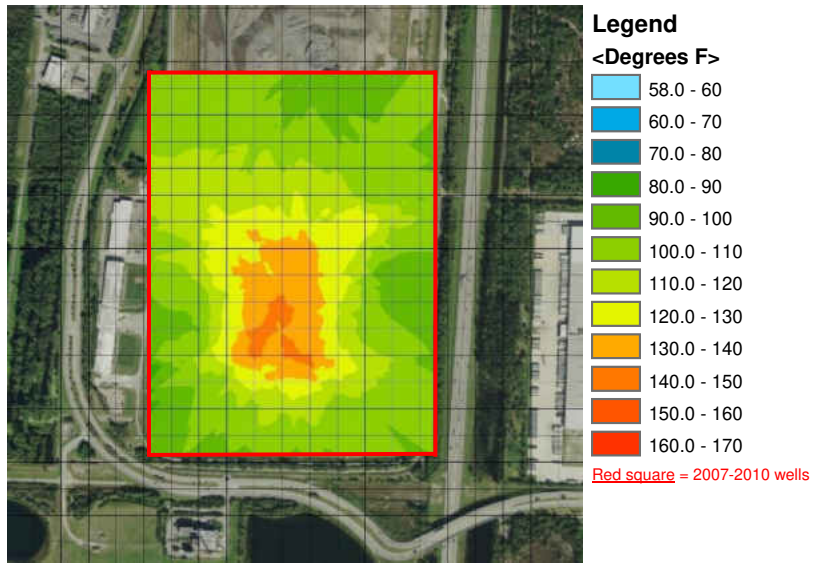 Legend
<Degrees F>
58.0 - 60
60.0 - 70
70.0 - 80
80.0 - 90
90.0 - 100
100.0 - 110
110.0 - 120
120.0 - 130
130.0 - 140
140.0 - 150
150.0 - 160
160.0 - 170
Red square = 2007-2010 wells